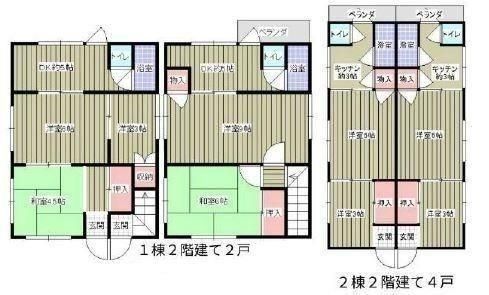 ベランダ
ベランダ
ベランダ
DK約5帖
トイレ
浴室
物入
トイレ
浴室
トイレ
浴室
浴室
トイレ
キッチン
約3帖
物入
物入
キッチン
約3帖
洋室6帖
洋室3帖
洋室9帖
洋室6帖
洋室6帖
和室4.5帖
押入
収納
玄関
玄関
和室6帖
押入
洋室3帖
押入
押入
洋室3帖
玄関
玄関
1棟2階建て2戸
2棟2階建て4戸